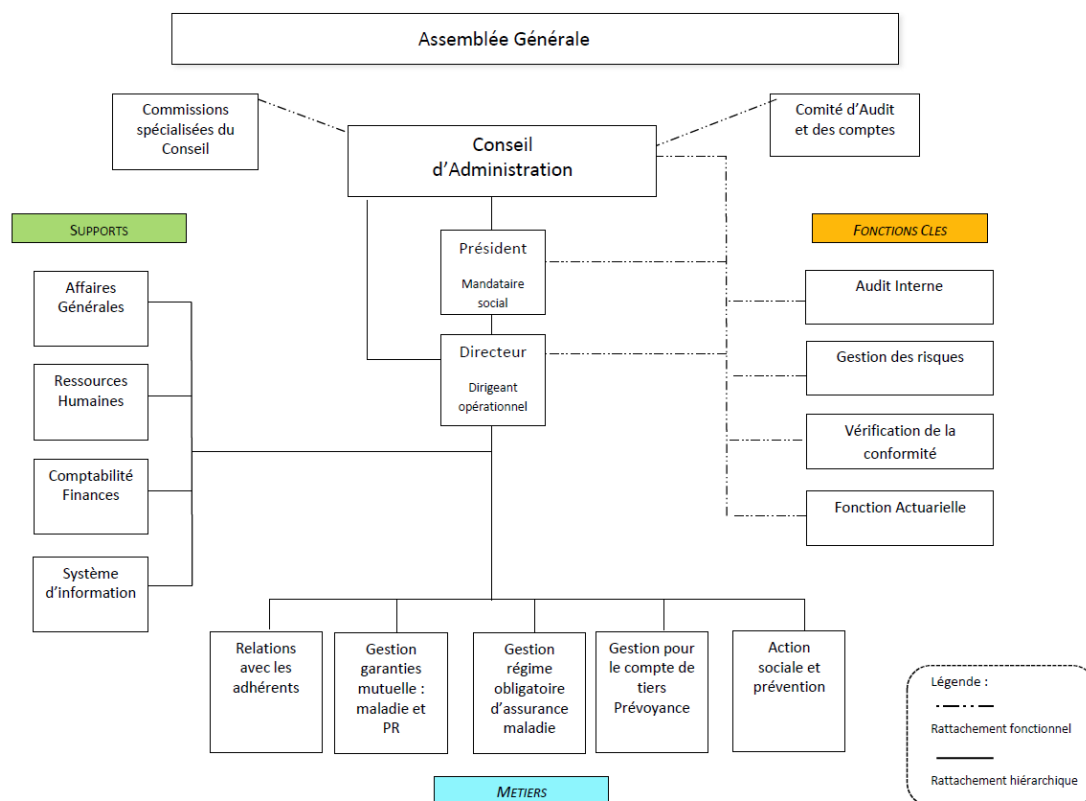 Assemblée Générale
Commissions
spécialisées du
Conseil
Conseil
d'Administration
Comité d'Audit
et des comptes
SUPPORTS
Président
Mandataire
social
FONCTIONS CLES
Affaires
Générales
Audit Interne
Directeur
Dirigeant
opérationnel
Gestion des risques
Ressources
Humaines
Vérification de la
conformité
Comptabilité
Finances
Fonction Actuarielle
Système
d'information
Relations
avec les
adhérents
Gestion
garanties
mutuelle :
maladie et
PR
Gestion
régime
obligatoire
d'assurance
maladie
Gestion pour
le compte de
tiers
Prévoyance
Action
sociale et
prévention
Légende :
Rattachement fonctionnel
Rattachement hiérarchique
METIERS